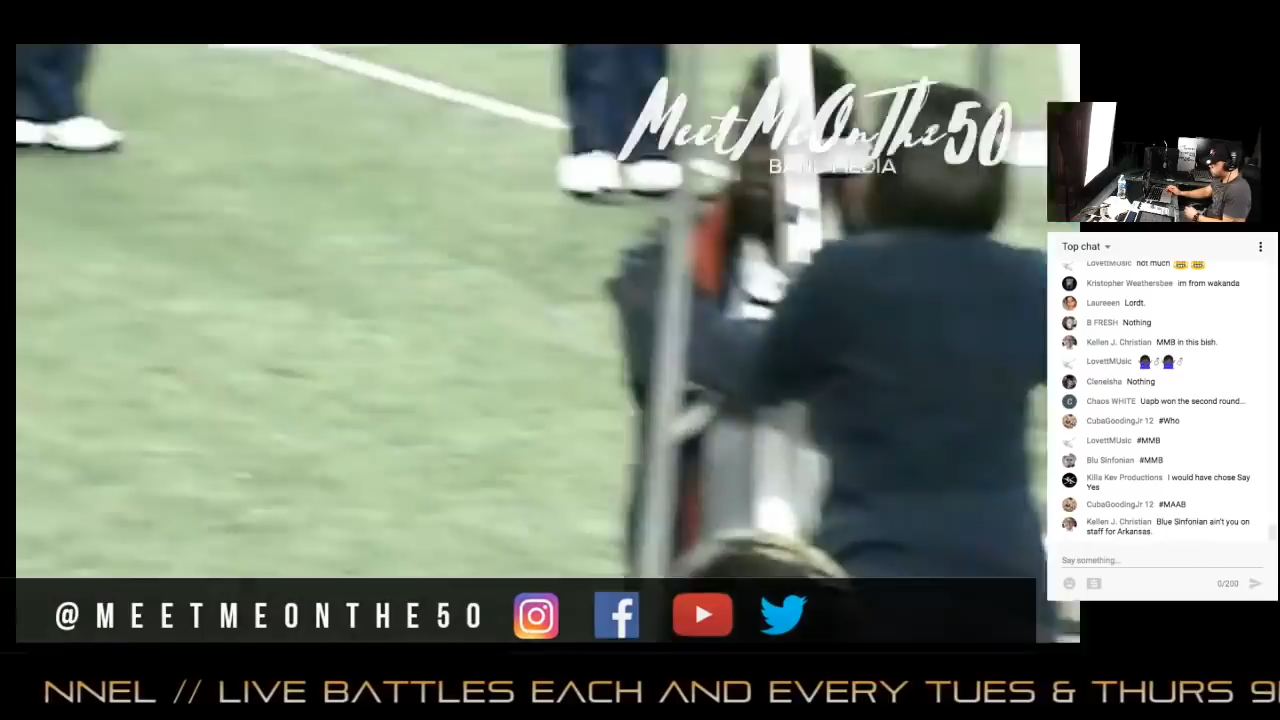 MeetMeOnThe50
BAND MEDIA
Top chat
LovettMUsic not much
Kristopher Weathersbee im from wakanda
Laureeen Lordt.
B FRESH Nothing
Kellen J. Christian MMB in this bish.
LovettMUsic
Cleneisha Nothing
C
Chaos WHITE Uapb won the second round...
CubaGoodingJr 12 #Who
LovettMUsic #MMB
Blu Sinfonian #MMB
Killa Kev Productions I would have chose Say
Yes
CubaGoodingJr 12 #MAAB
Kellen J. Christian Blue Sinfonian ain't you on
staff for Arkansas.
Say something...
0/200
@MEETMEONTHE50
NNEL // LIVE BATTLES EACH AND EVERY TUES & THURS 9